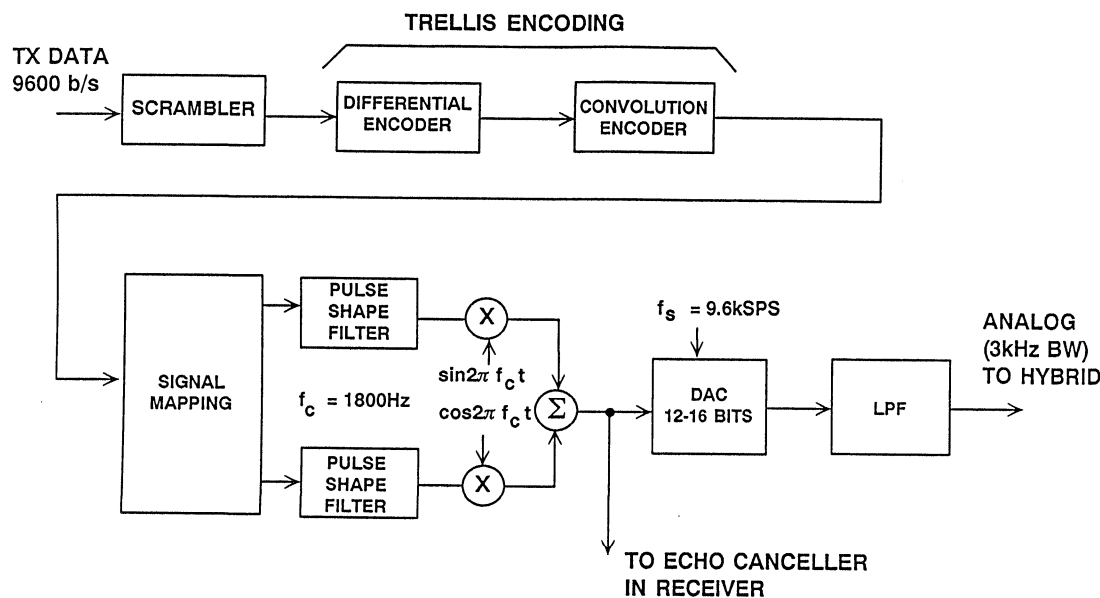 TRELLIS ENCODING
TX DATA
9600 b/s
SCRAMBLER
DIFFERENTIAL
ENCODER
CONVOLUTION
ENCODER
SIGNAL
MAPPING
PULSE
SHAPE
FILTER
X
sin2π f_c t
f_c = 1800Hz
cos2π f_c t
Σ
PULSE
SHAPE
FILTER
X
f_s = 9.6kSPS
DAC
12-16 BITS
LPF
ANALOG
(3kHz BW)
TO HYBRID
TO ECHO CANCELLER
IN RECEIVER